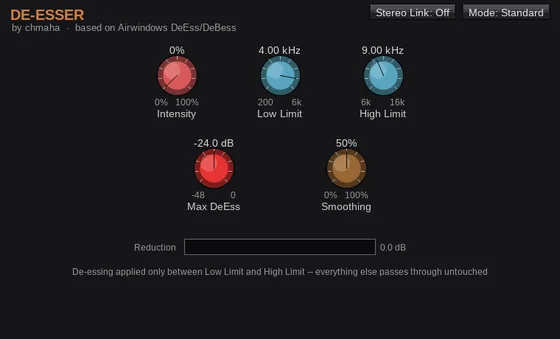 DE-ESSER
Stereo Link: Off
Mode: Standard
by chmaha · based on Airwindows DeEss/DeBess
0%
4.00 kHz
9.00 kHz
0% 100%
200 6k
6k 16k
Intensity
Low Limit
High Limit
-24.0 dB
50%
-48 0
0% 100%
Max DeEss
Smoothing
Reduction
0.0 dB
De-essing applied only between Low Limit and High Limit -- everything else passes through untouched